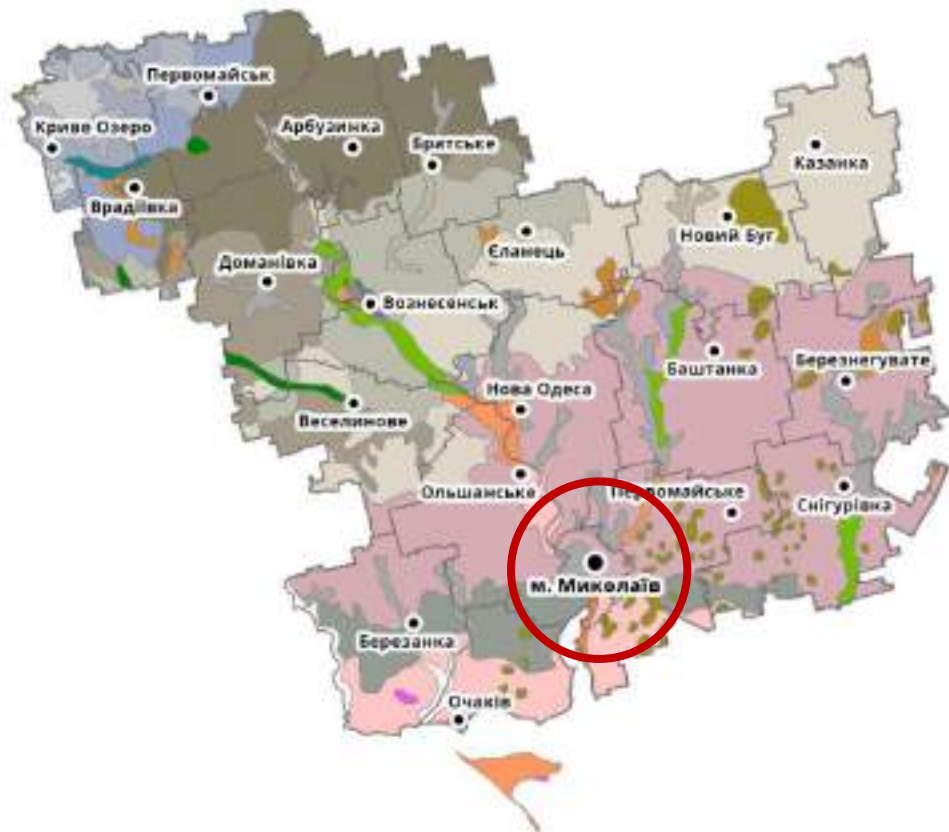 Первомайськ
Криве Озеро
Арбузинка
Братське
Казанка
Врадіївка
Новий Буг
Єланець
Доманівка
Вознесенськ
Баштанка
Березнегувате
Нова Одеса
Веселинове
Ольшанське
Первомайське
Снігурівка
м. Миколаїв
Березанка
Очаків